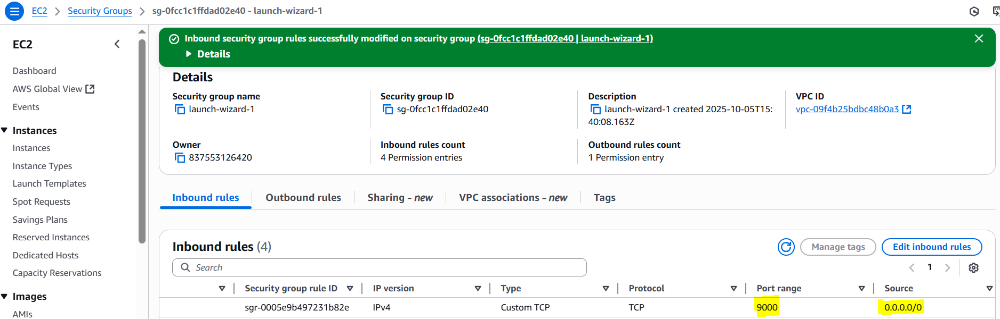 EC2 > Security Groups > sg-0fcc1c1ffdad02e40 - launch-wizard-1
Inbound security group rules successfully modified on security group (sg-0fcc1c1ffdad02e40 | launch-wizard-1)
Details
EC2
Dashboard
AWS Global View
Events
Instances
Instances
Instance Types
Launch Templates
Spot Requests
Savings Plans
Reserved Instances
Dedicated Hosts
Capacity Reservations
Images
AMIs
Details
Security group name
launch-wizard-1
Security group ID
sg-0fcc1c1ffdad02e40
Description
launch-wizard-1 created 2025-10-05T15:
40:08.163Z
VPC ID
vpc-09f4b25bdbc48b0a3
Owner
837553126420
Inbound rules count
4 Permission entries
Outbound rules count
1 Permission entry
Inbound rules
Outbound rules
Sharing - new
VPC associations - new
Tags
Inbound rules (4)
Manage tags
Edit inbound rules
Search
1
Security group rule ID IP version Type Protocol Port range Source
sgr-0005e9b497231b82e IPv4 Custom TCP TCP 9000 0.0.0.0/0